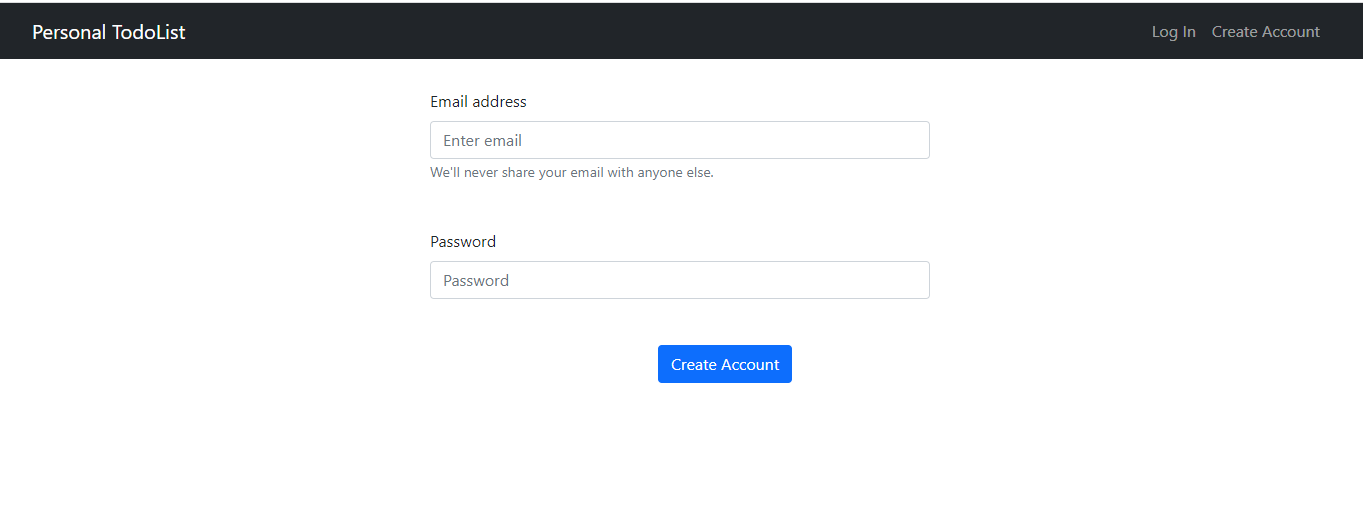 Personal TodoList Log In Create Account
Email address
Enter email
We'll never share your email with anyone else.
Password
Password
Create Account